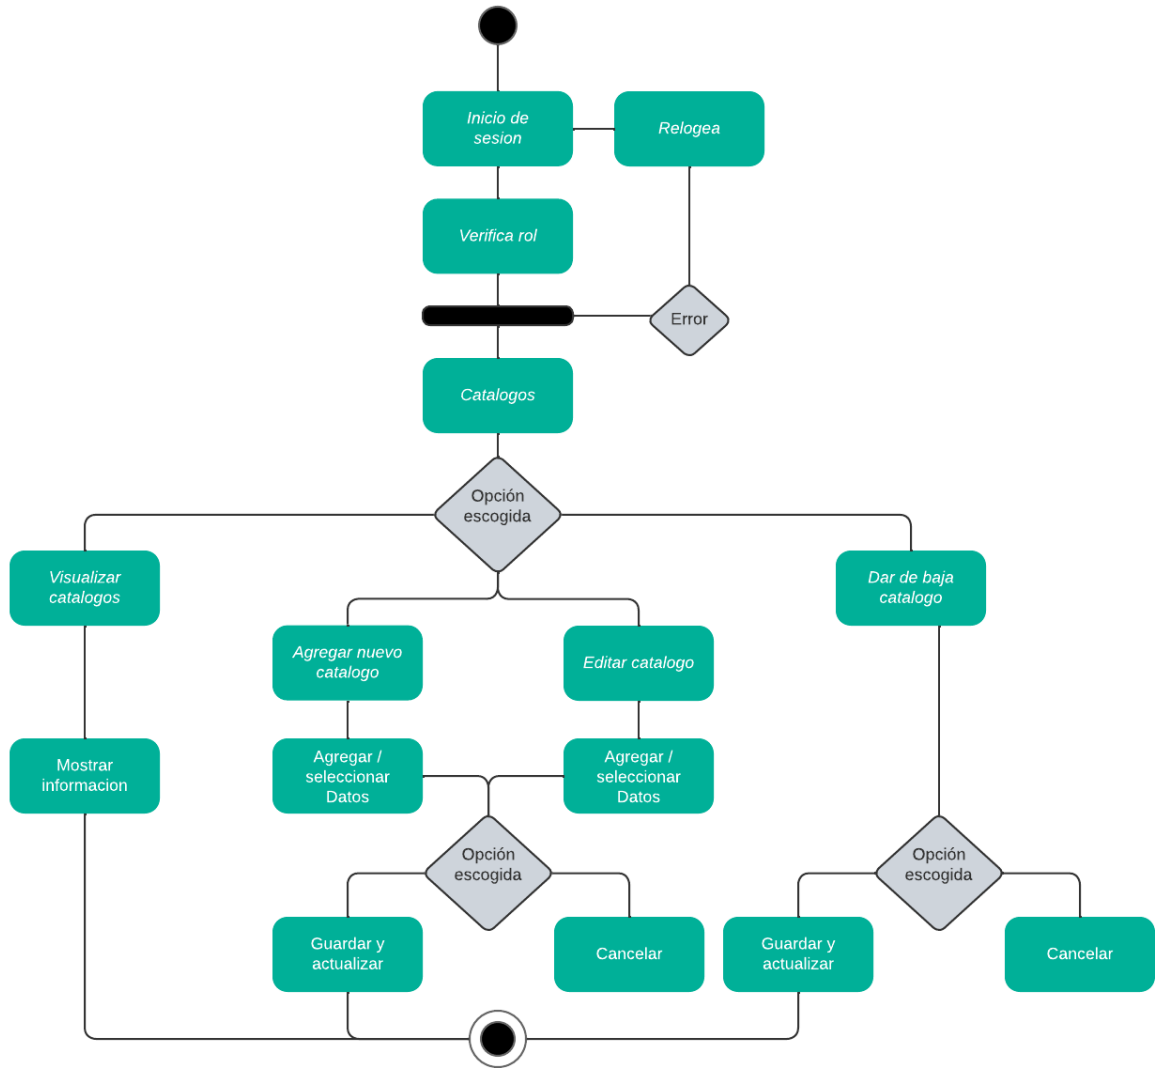 Inicio de
sesion
Relogea
Verifica rol
Error
Catalogos
Opción
escogida
Visualizar
catalogos
Dar de baja
catalogo
Agregar nuevo
catalogo
Editar catalogo
Mostrar
informacion
Agregar /
seleccionar
Datos
Agregar /
seleccionar
Datos
Opción
escogida
Opción
escogida
Guardar y
actualizar
Cancelar
Guardar y
actualizar
Cancelar